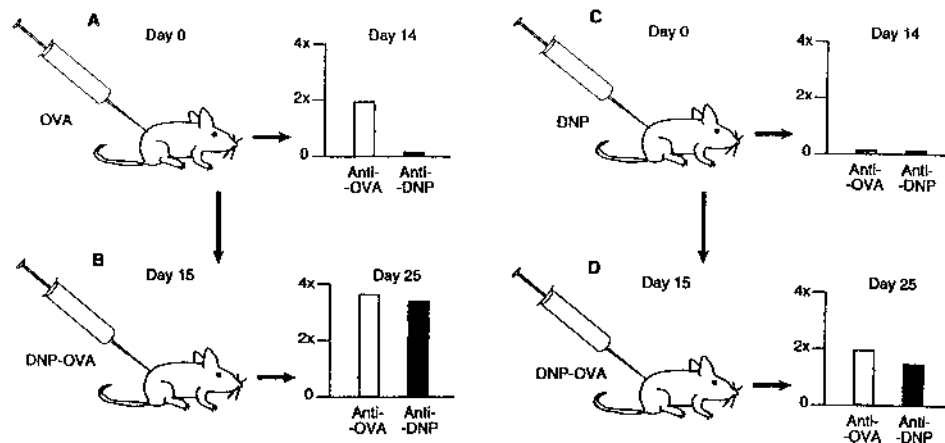 A
Day 0
OVA
4x
Day 14
2x
0
Anti-
-OVA
Anti-
-DNP
B
Day 15
DNP-OVA
4x
Day 25
2x
0
Anti-
-OVA
Anti-
-DNP
C
Day 0
DNP
4x
Day 14
2x
0
Anti-
-OVA
Anti-
-DNP
D
Day 15
DNP-OVA
4x
Day 25
2x
0
Anti-
-OVA
Anti-
-DNP